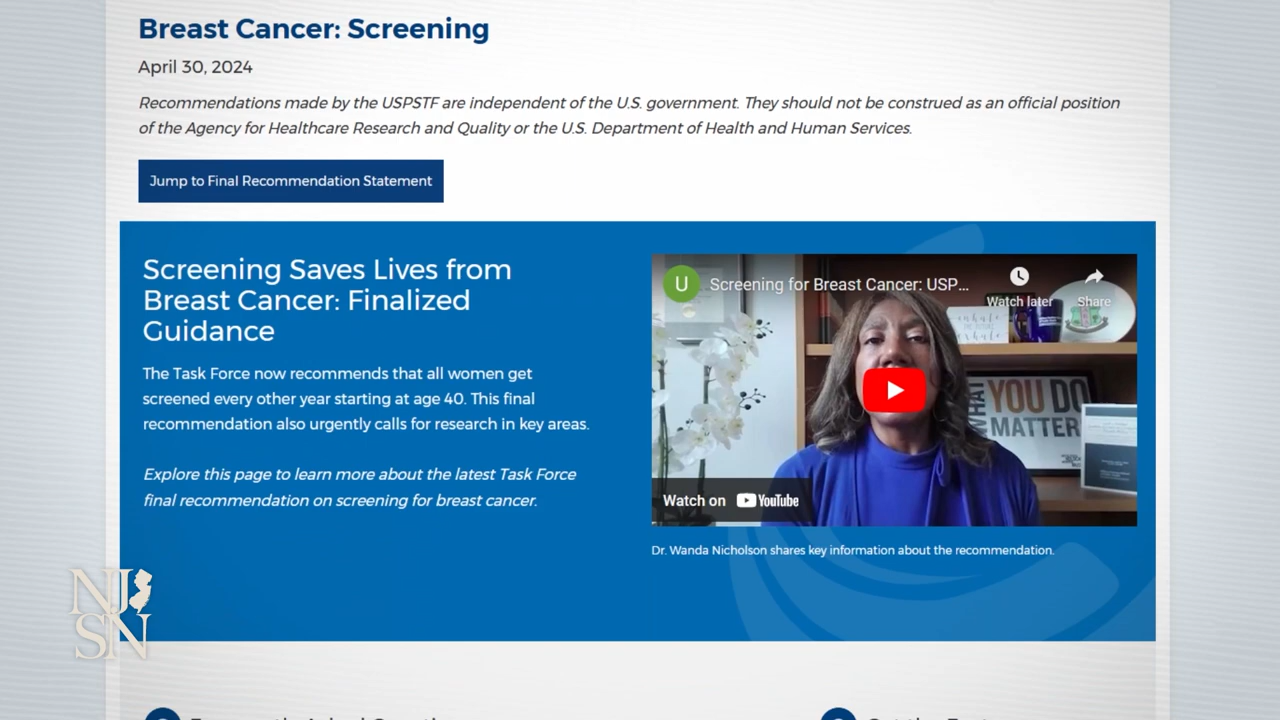 Breast Cancer: Screening
April 30, 2024
Recommendations made by the USPSTF are independent of the U.S. government. They should not be construed as an official position
of the Agency for Healthcare Research and Quality or the U.S. Department of Health and Human Services.
Jump to Final Recommendation Statement
Screening Saves Lives from
Breast Cancer: Finalized
Guidance
The Task Force now recommends that all women get
screened every other year starting at age 40. This final
recommendation also urgently calls for research in key areas.
Explore this page to learn more about the latest Task Force
final recommendation on screening for breast cancer.
U
Screening for Breast Cancer: USP...
Watch later
Share
WHAT
YOU DO
MATTERS
Watch on YouTube
Dr. Wanda Nicholson shares key information about the recommendation.
NJ
SN